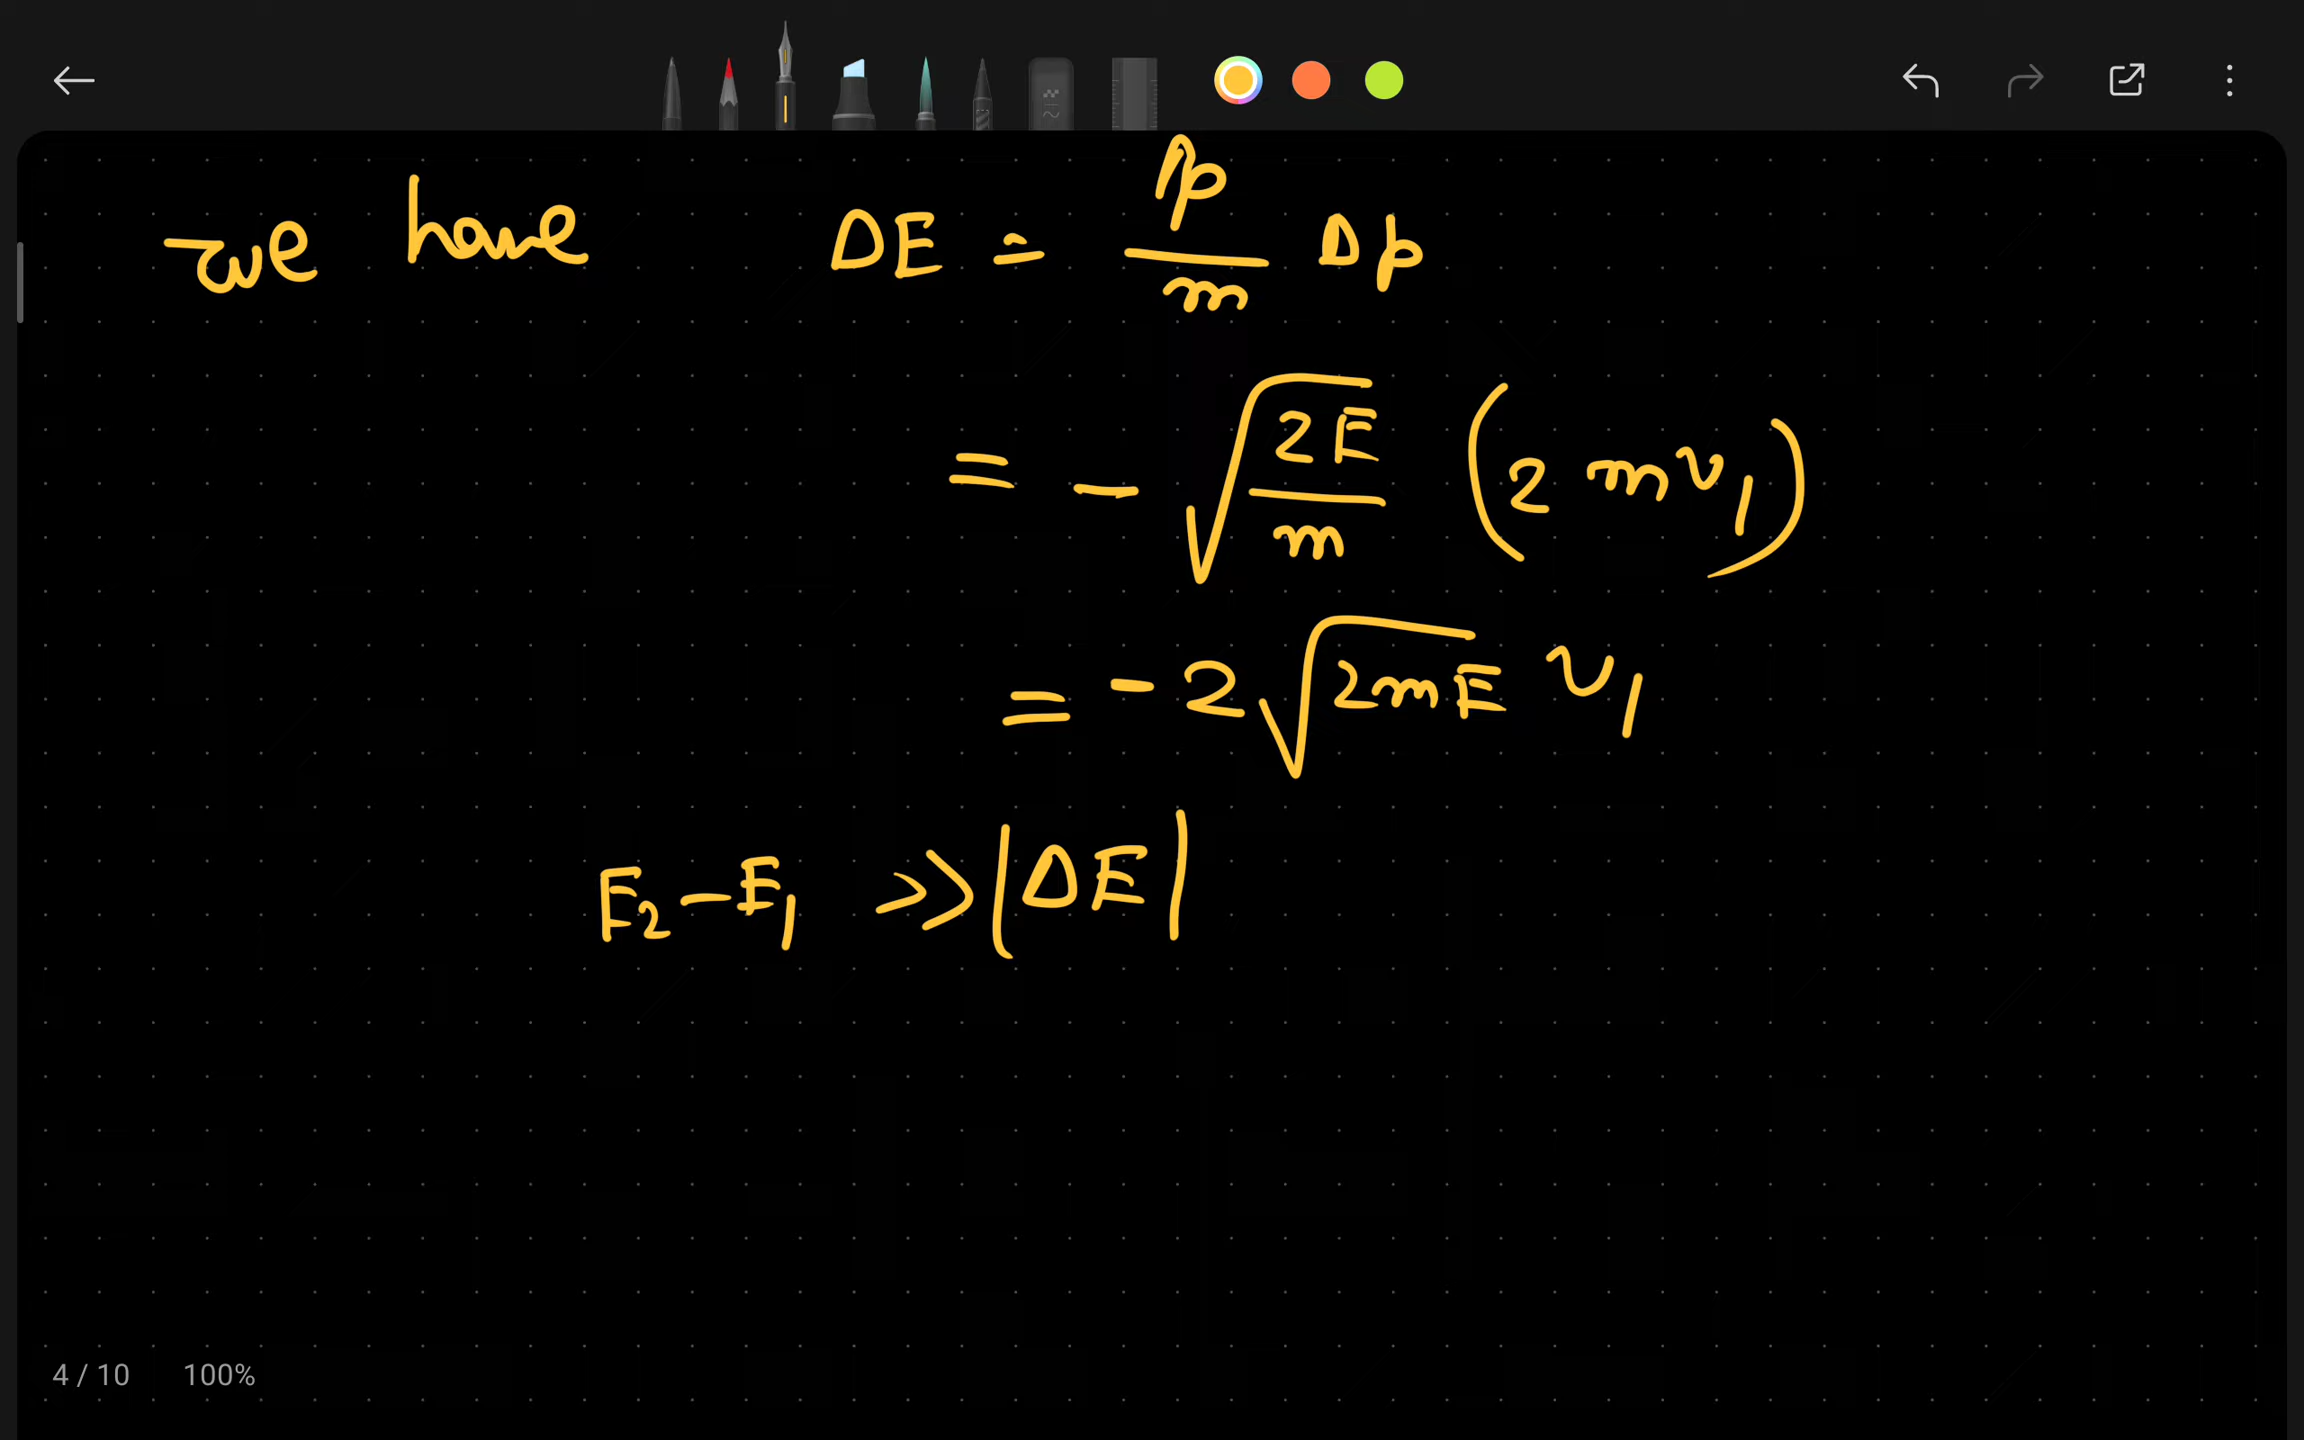 we have ΔE = p/m Δp
= - √(2E/m) (2mv₁)
= -2√(2mE) v₁
E₂ - E₁ >> |ΔE|
4 / 10 100%